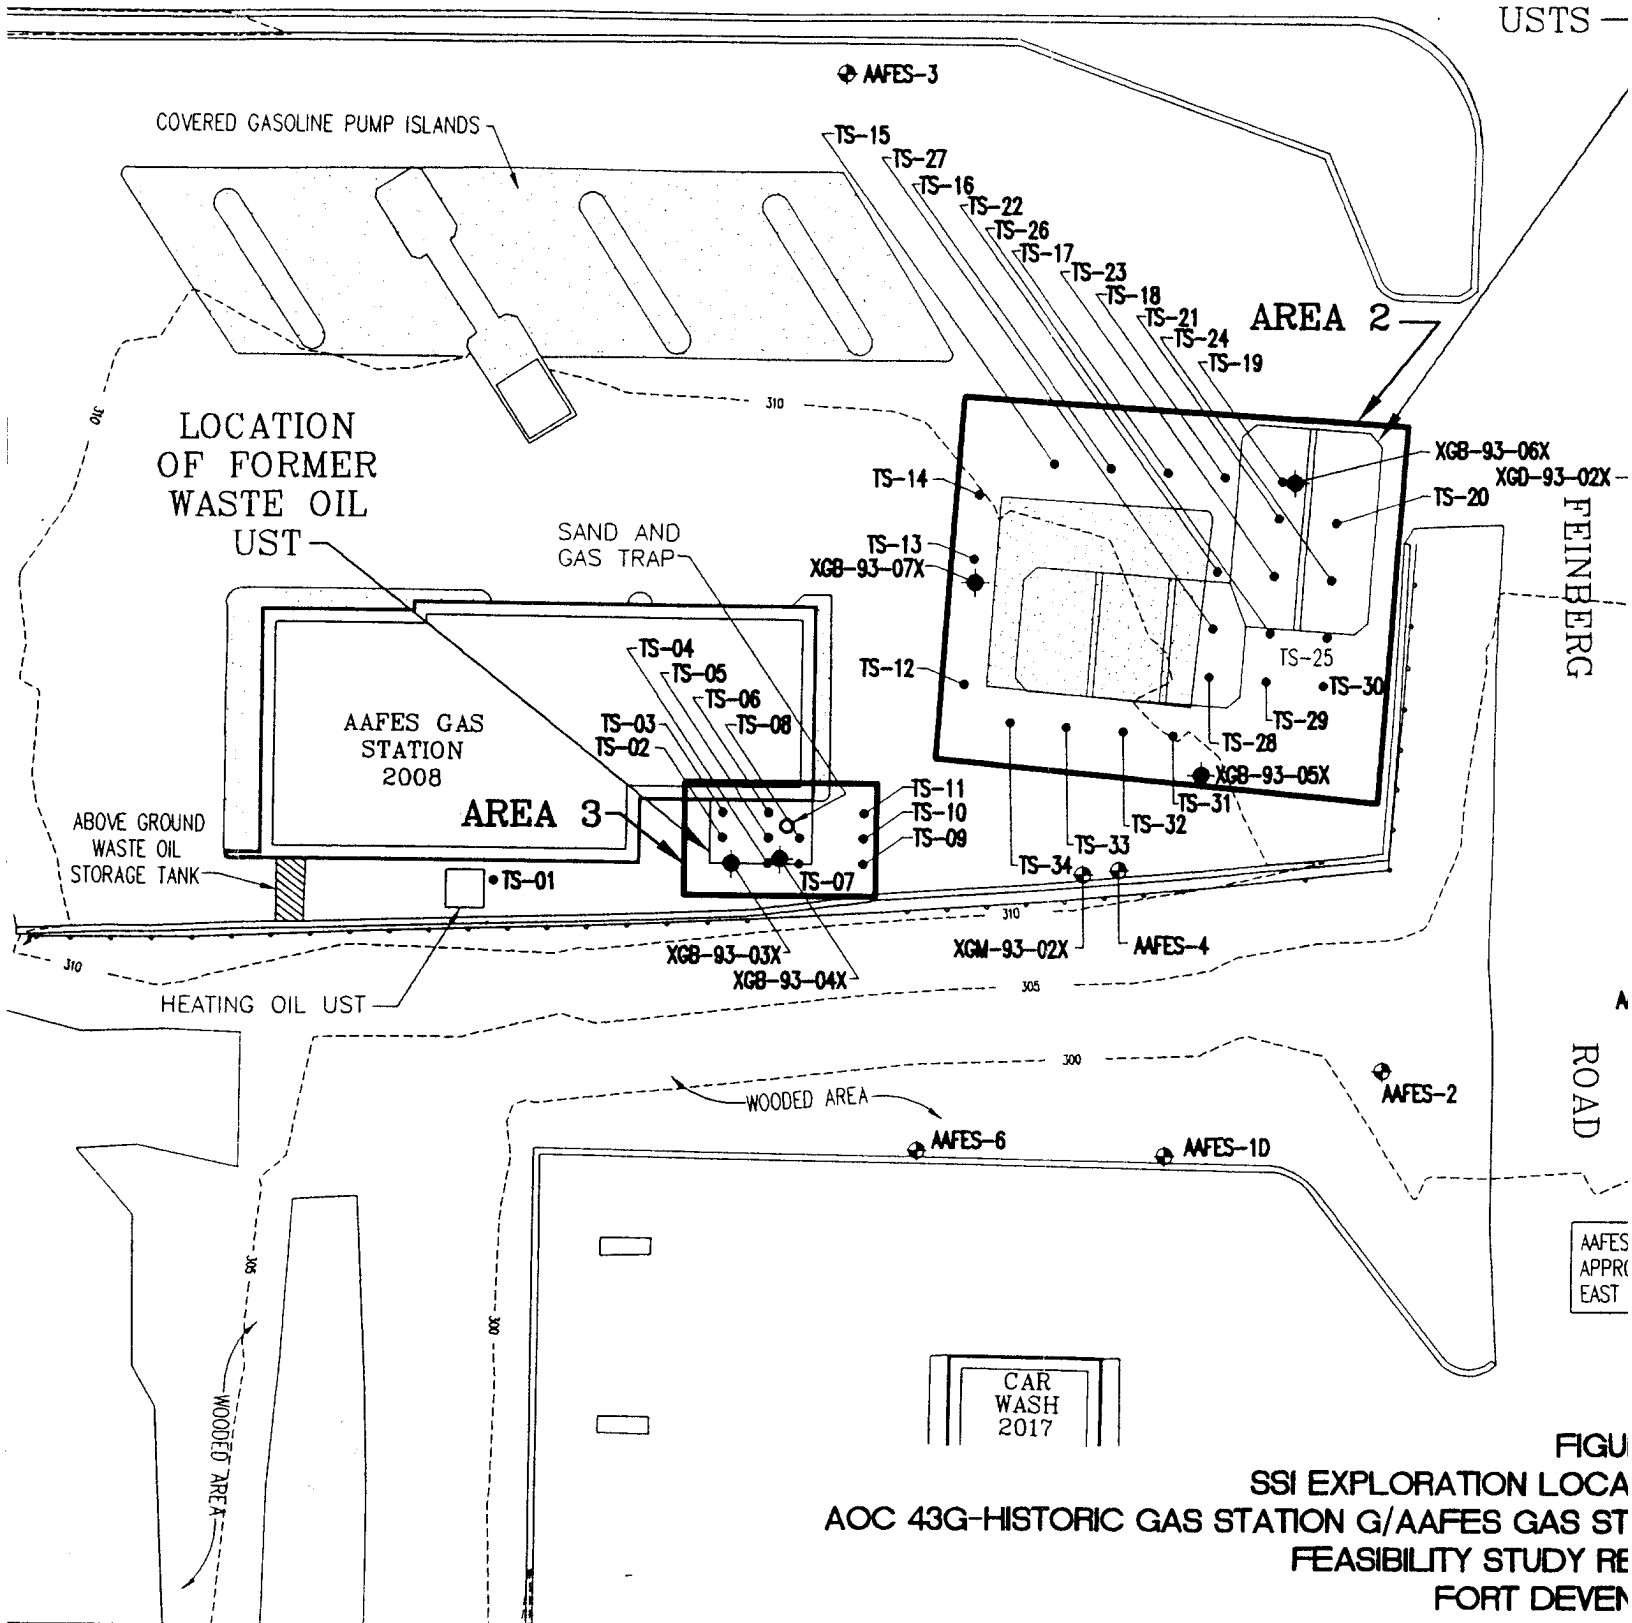 USTS
AAFES-3
COVERED GASOLINE PUMP ISLANDS
TS-15
TS-27
TS-16
TS-22
TS-26
TS-17
TS-23
TS-18
TS-21
TS-24
TS-19
AREA 2
310
310
LOCATION
OF FORMER
WASTE OIL
UST
SAND AND
GAS TRAP
TS-14
TS-13
XGB-93-07X
TS-12
XGB-93-06X
XGD-93-02X
TS-20
FEINBERG
ROAD
TS-25
TS-30
TS-29
TS-28
XGB-93-05X
TS-31
TS-32
TS-33
TS-34
TS-04
TS-05
TS-06
TS-08
TS-03
TS-02
AAFES GAS
STATION
2008
AREA 3
TS-11
TS-10
TS-09
TS-07
ABOVE GROUND
WASTE OIL
STORAGE TANK
TS-01
310
310
XGB-93-03X
XGB-93-04X
XGM-93-02X
AAFES-4
HEATING OIL UST
305
300
WOODED AREA
AAFES-2
AAFES-6
AAFES-1D
305
300
WOODED AREA
AAFES
APPRO
EAST
CAR
WASH
2017
FIGU
SSI EXPLORATION LOCA
AOC 43G-HISTORIC GAS STATION G/AAFES GAS ST
FEASIBILITY STUDY RE
FORT DEVEN